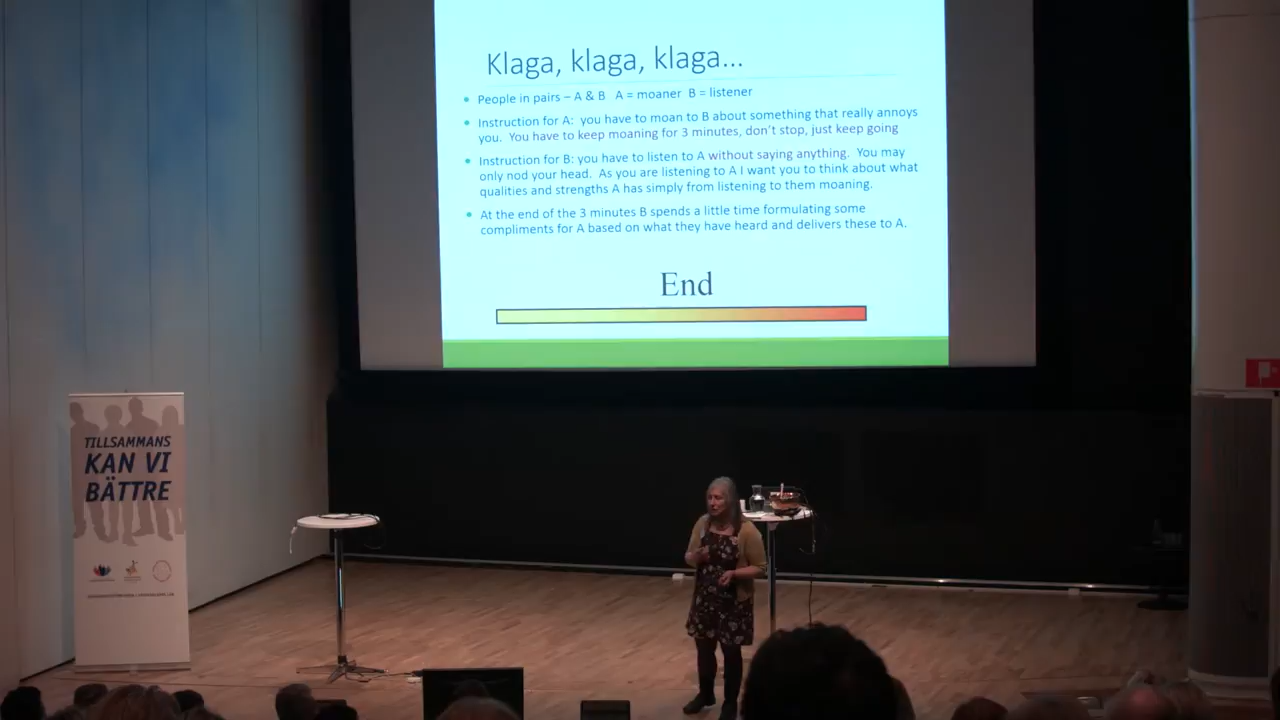 Klaga, klaga, klaga...
People in pairs – A & B   A = moaner  B = listener
Instruction for A:  you have to moan to B about something that really annoys
you.  You have to keep moaning for 3 minutes, don't stop, just keep going
Instruction for B: you have to listen to A without saying anything.  You may
only nod your head.  As you are listening to A I want you to think about what
qualities and strengths A has simply from listening to them moaning.
At the end of the 3 minutes B spends a little time formulating some
compliments for A based on what they have heard and delivers these to A.
End
TILLSAMMANS
KAN VI
BÄTTRE